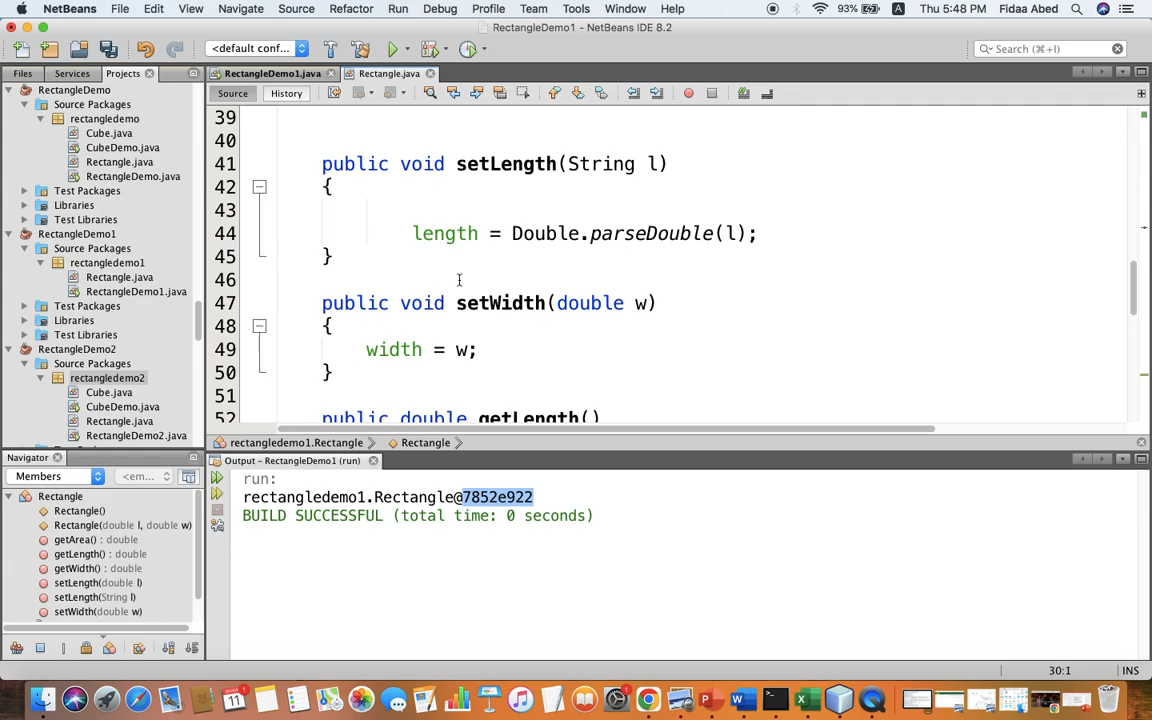 NetBeans File Edit View Navigate Source Refactor Run Debug Profile Team Tools Window Help 93% A Thu 5:48 PM Fidaa Abed
RectangleDemo1 - NetBeans IDE 8.2
<default conf... Search (⌘+I)
Files Services Projects RectangleDemo1.java Rectangle.java
Source History
RectangleDemo
Source Packages
rectangledemo
Cube.java
CubeDemo.java
Rectangle.java
RectangleDemo.java
Test Packages
Libraries
Test Libraries
RectangleDemo1
Source Packages
rectangledemo1
Rectangle.java
RectangleDemo1.java
Test Packages
Libraries
Test Libraries
RectangleDemo2
Source Packages
rectangledemo2
Cube.java
CubeDemo.java
Rectangle.java
RectangleDemo2.java
39
40
41 public void setLength(String l)
42 {
43
44 length = Double.parseDouble(l);
45 }
46
47 public void setWidth(double w)
48 {
49 width = w;
50 }
51
52 public double getLength()
rectangledemo1.Rectangle Rectangle
Navigator
Members <em...
Rectangle
Rectangle()
Rectangle(double l, double w)
getArea() : double
getLength() : double
getWidth() : double
setLength(double l)
setLength(String l)
setWidth(double w)
Output - RectangleDemo1 (run)
run:
rectangledemo1.Rectangle@7852e922
BUILD SUCCESSFUL (total time: 0 seconds)
30:1 INS